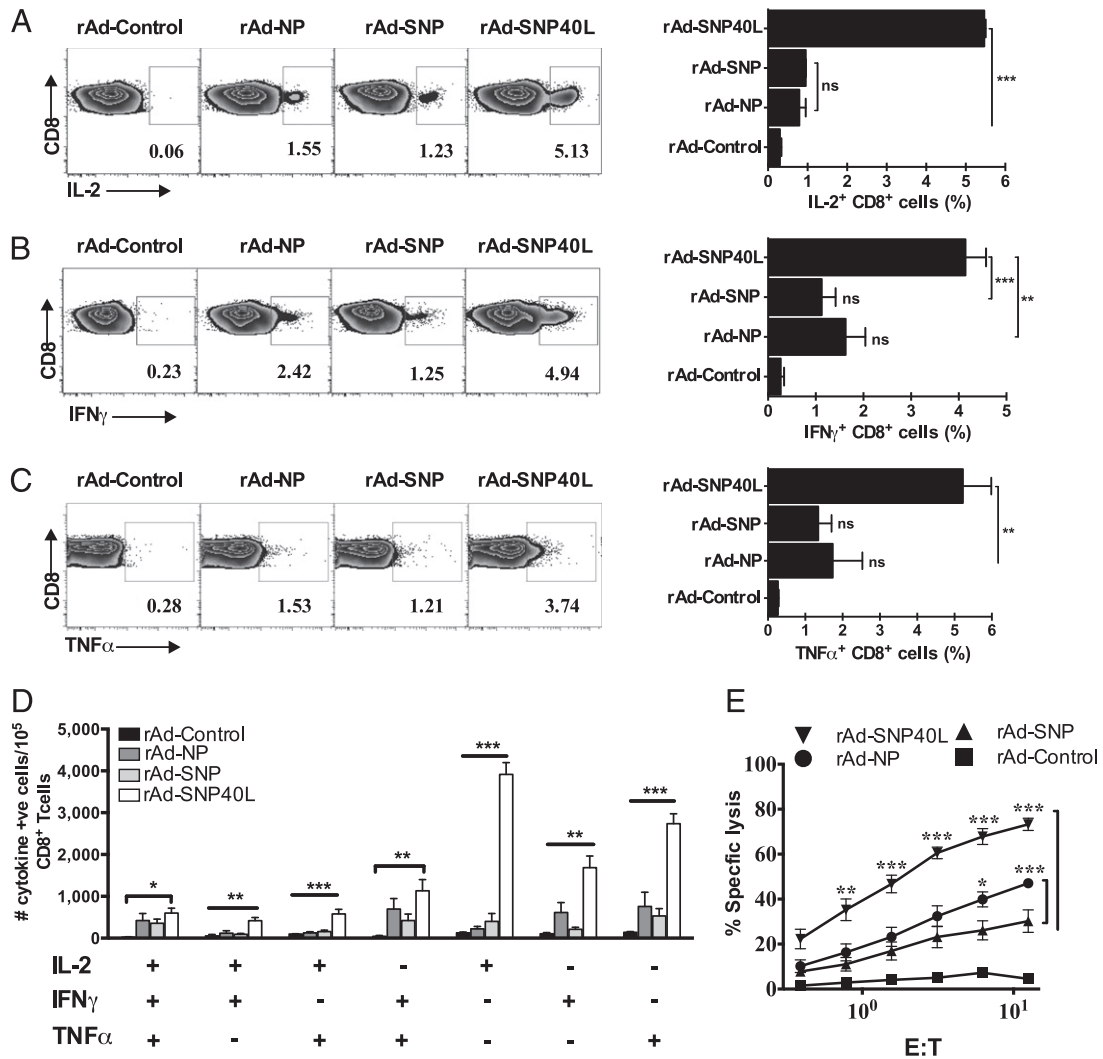 A
rAd-Control rAd-NP rAd-SNP rAd-SNP40L
CD8
0.06 1.55 1.23 5.13
IL-2
rAd-SNP40L
rAd-SNP
rAd-NP
rAd-Control
ns
***
0 1 2 3 4 5 6
IL-2+ CD8+ cells (%)
B
rAd-Control rAd-NP rAd-SNP rAd-SNP40L
CD8
0.23 2.42 1.25 4.94
IFNγ
rAd-SNP40L
rAd-SNP
rAd-NP
rAd-Control
ns
ns
***
**
0 1 2 3 4 5
IFNγ+ CD8+ cells (%)
C
rAd-Control rAd-NP rAd-SNP rAd-SNP40L
CD8
0.28 1.53 1.21 3.74
TNFα
rAd-SNP40L
rAd-SNP
rAd-NP
rAd-Control
ns
ns
**
0 1 2 3 4 5 6
TNFα+ CD8+ cells (%)
D
# cytokine +ve cells/10^5
CD8+ Tcells
5,000
4,000
3,000
2,000
1,000
0
rAd-Control
rAd-NP
rAd-SNP
rAd-SNP40L
* ** *** ** *** ** ***
IL-2 + + + - + - -
IFNγ + + - + - + -
TNFα + - + + - - +
E
rAd-SNP40L rAd-SNP
rAd-NP rAd-Control
% Specfic lysis
100
80
60
40
20
0
** *** *** *** ***
* ***
10^0 10^1
E:T